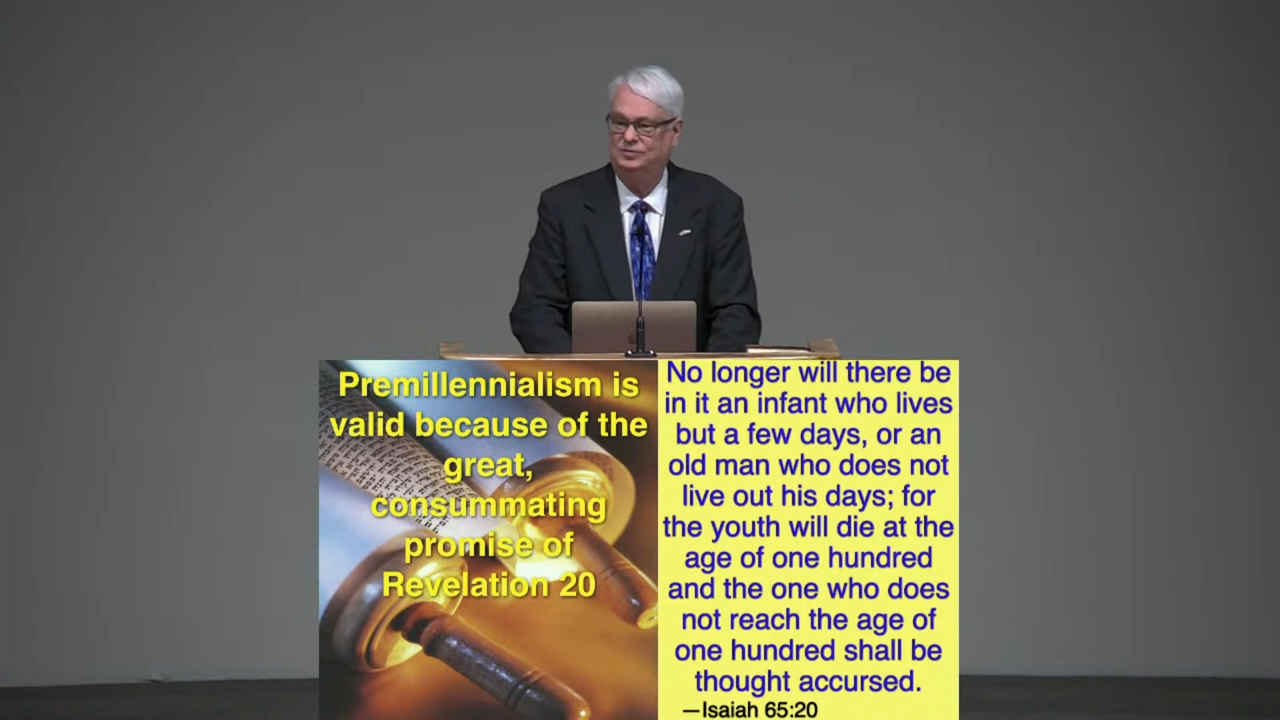 Premillennialism is
valid because of the
great,
consummating
promise of
Revelation 20
No longer will there be
in it an infant who lives
but a few days, or an
old man who does not
live out his days; for
the youth will die at the
age of one hundred
and the one who does
not reach the age of
one hundred shall be
thought accursed.
—Isaiah 65:20